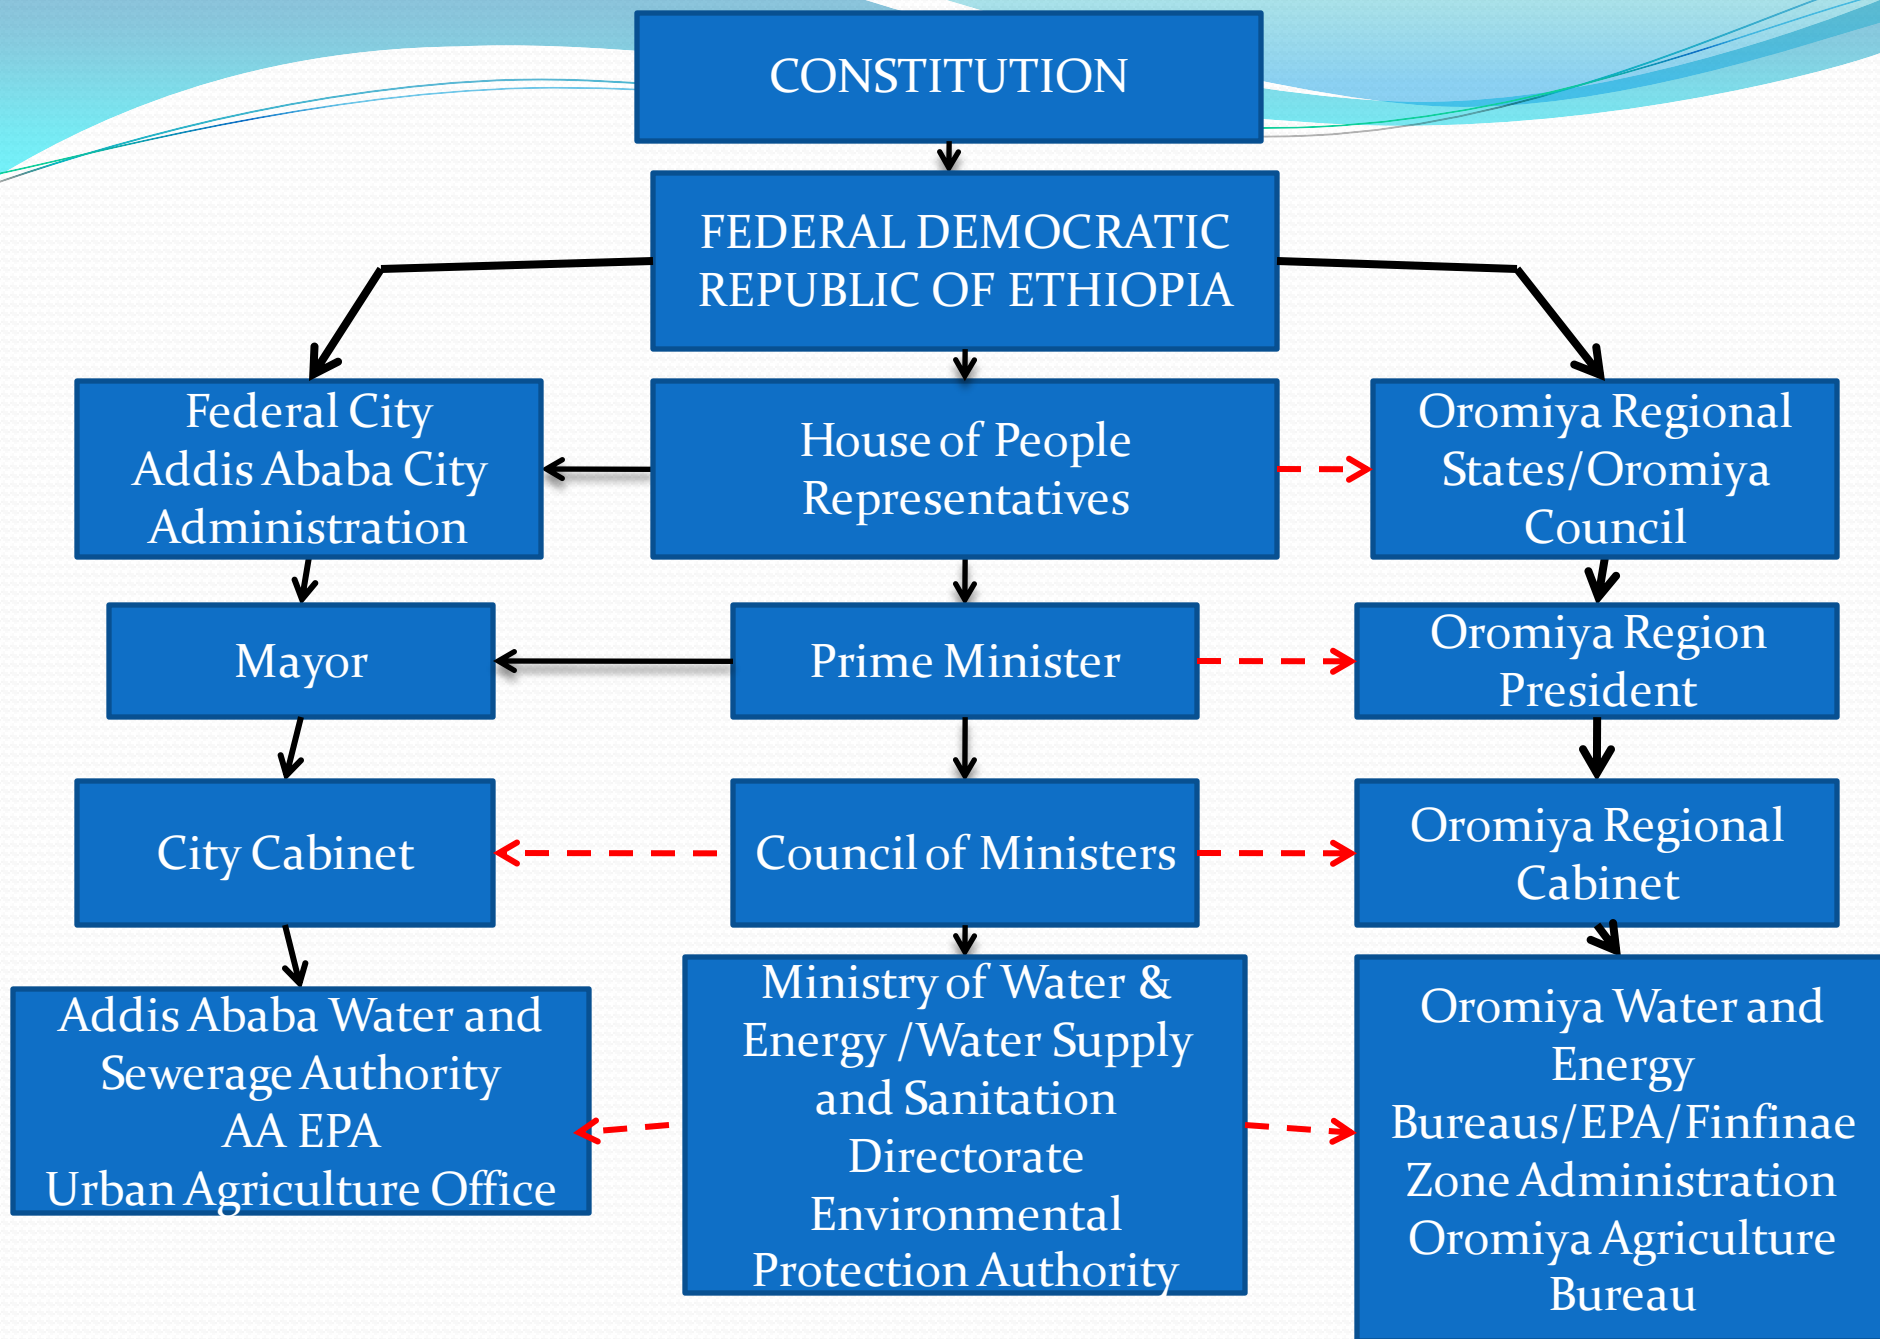 CONSTITUTION
FEDERAL DEMOCRATIC
REPUBLIC OF ETHIOPIA
Federal City
Addis Ababa City
Administration
House of People
Representatives
Oromiya Regional
States/Oromiya
Council
Mayor
Prime Minister
Oromiya Region
President
City Cabinet
Council of Ministers
Oromiya Regional
Cabinet
Addis Ababa Water and
Sewerage Authority
AA EPA
Urban Agriculture Office
Ministry of Water &
Energy /Water Supply
and Sanitation
Directorate
Environmental
Protection Authority
Oromiya Water and
Energy
Bureaus/EPA/Finfinae
Zone Administration
Oromiya Agriculture
Bureau